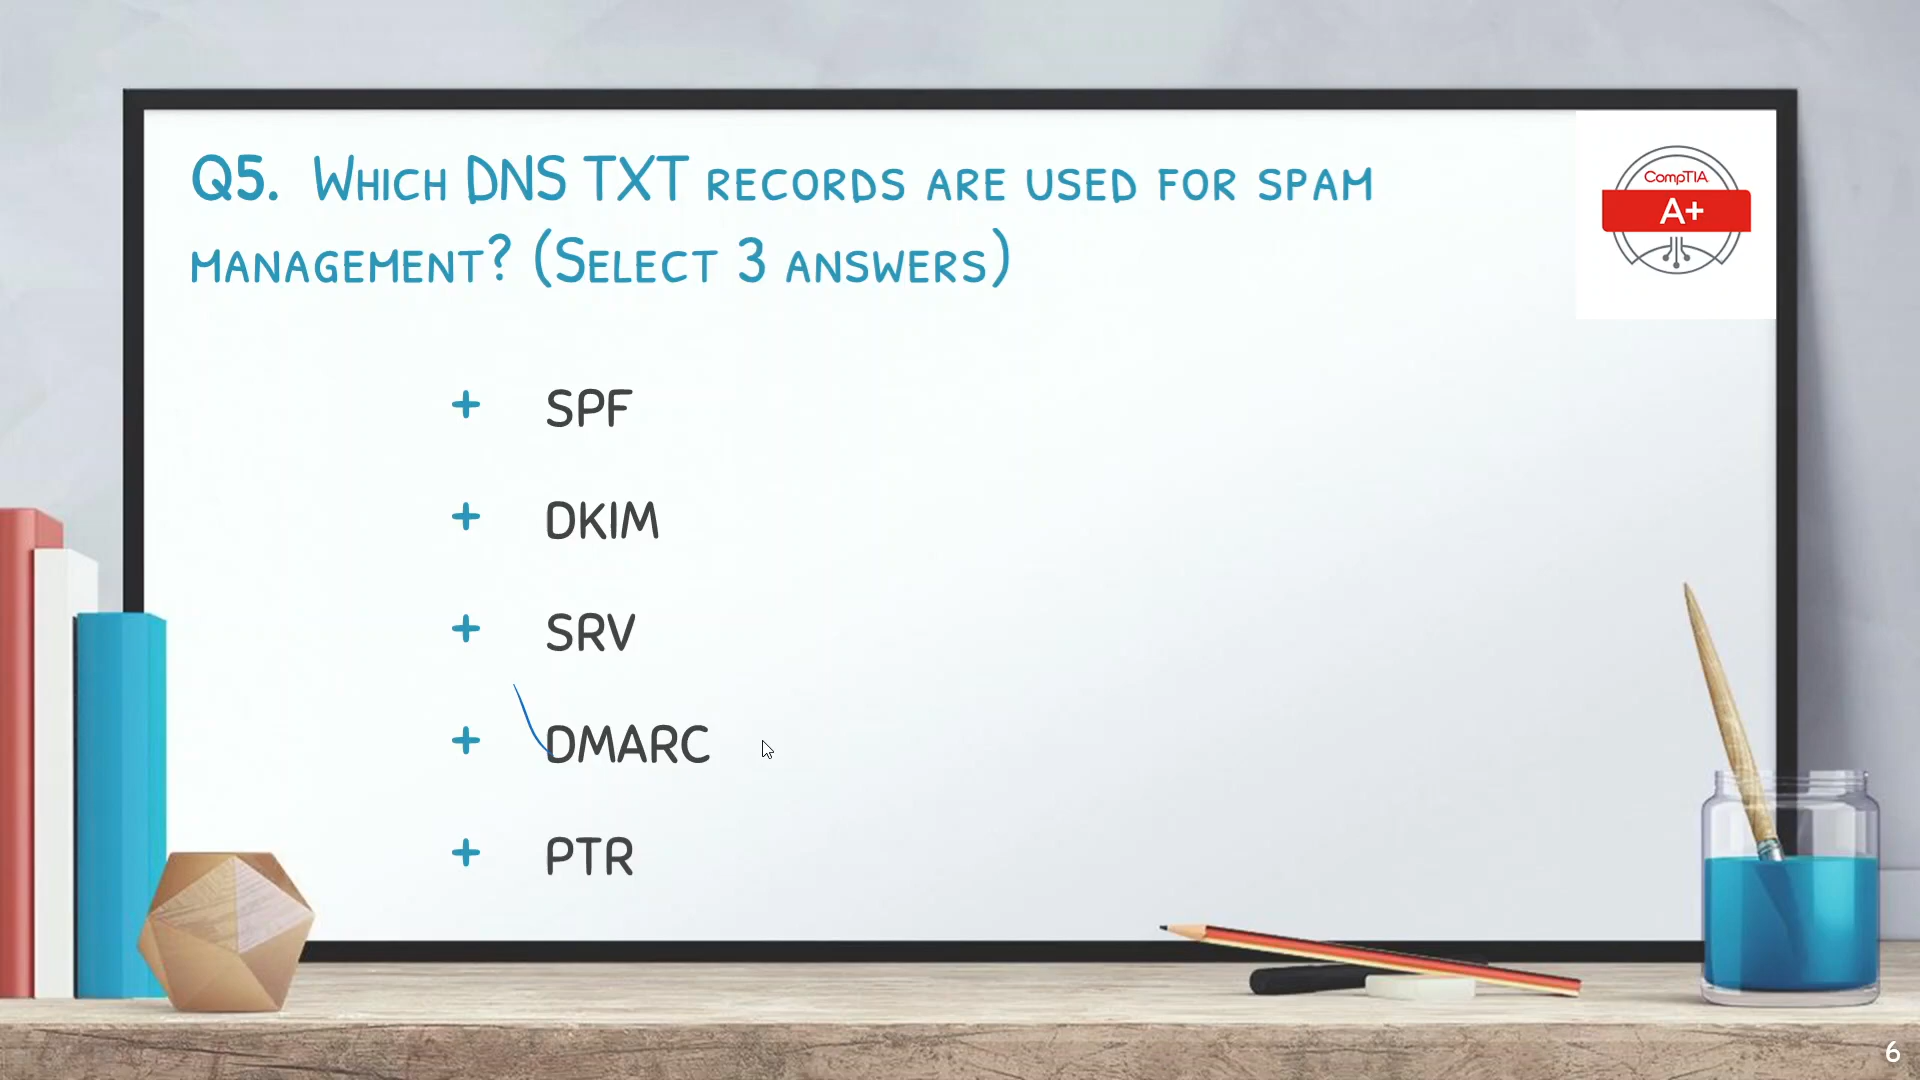 Q5. Which DNS TXT records are used for spam
management? (Select 3 answers)
CompTIA
A+
+ SPF
+ DKIM
+ SRV
+ DMARC
+ PTR
6